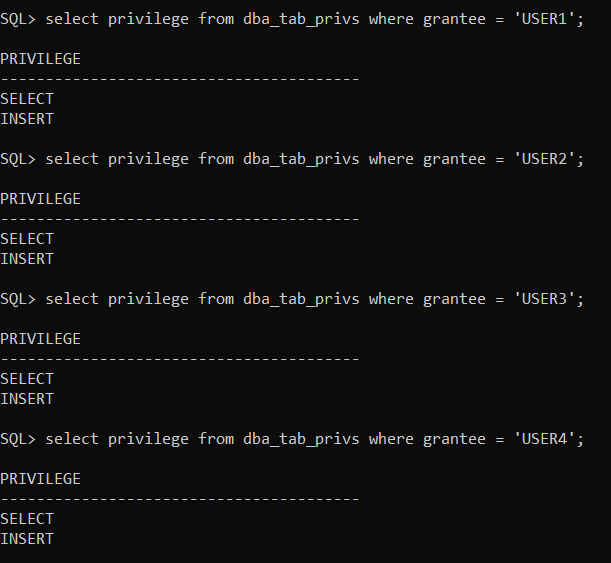 SQL> select privilege from dba_tab_privs where grantee = 'USER1';
PRIVILEGE
----------------------------------------
SELECT
INSERT
SQL> select privilege from dba_tab_privs where grantee = 'USER2';
PRIVILEGE
----------------------------------------
SELECT
INSERT
SQL> select privilege from dba_tab_privs where grantee = 'USER3';
PRIVILEGE
----------------------------------------
SELECT
INSERT
SQL> select privilege from dba_tab_privs where grantee = 'USER4';
PRIVILEGE
----------------------------------------
SELECT
INSERT